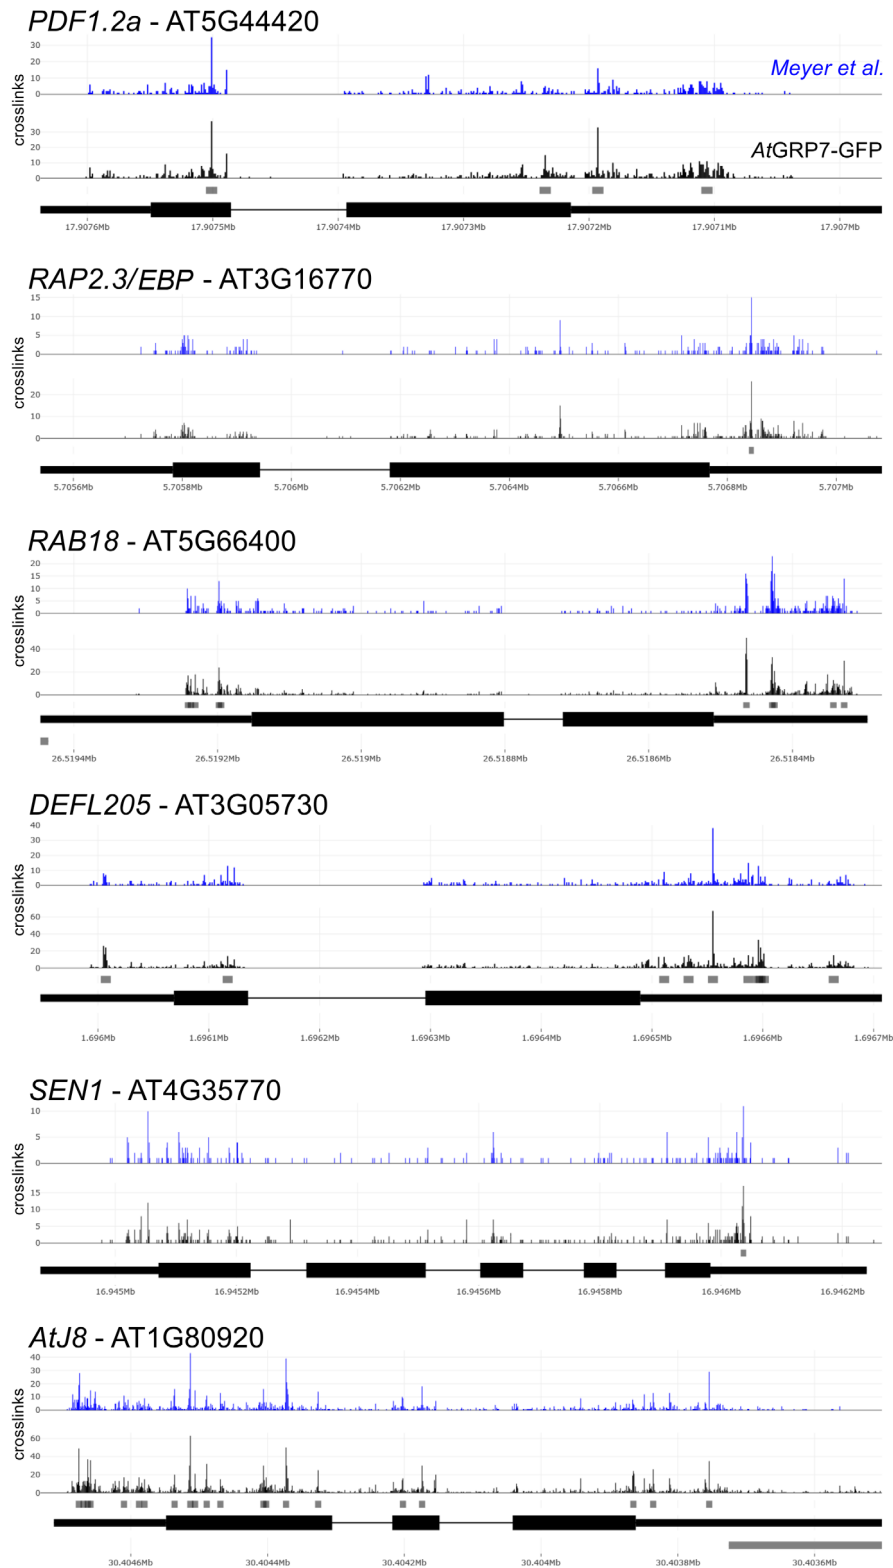 PDF1.2a - AT5G44420
30
20
10
0
Meyer et al.
crosslinks
30
20
10
0
AtGRP7-GFP
17.9076Mb 17.9075Mb 17.9074Mb 17.9073Mb 17.9072Mb 17.9071Mb 17.907Mb
RAP2.3/EBP - AT3G16770
15
10
5
0
crosslinks
20
10
0
5.7056Mb 5.7058Mb 5.706Mb 5.7062Mb 5.7064Mb 5.7066Mb 5.7068Mb 5.707Mb
RAB18 - AT5G66400
20
15
10
5
0
crosslinks
40
20
0
26.5194Mb 26.5192Mb 26.519Mb 26.5188Mb 26.5186Mb 26.5184Mb
DEFL205 - AT3G05730
40
30
20
10
0
crosslinks
60
40
20
0
1.696Mb 1.6961Mb 1.6962Mb 1.6963Mb 1.6964Mb 1.6965Mb 1.6966Mb 1.6967Mb
SEN1 - AT4G35770
10
5
0
crosslinks
15
10
5
0
16.945Mb 16.9452Mb 16.9454Mb 16.9456Mb 16.9458Mb 16.946Mb 16.9462Mb
AtJ8 - AT1G80920
40
30
20
10
0
crosslinks
60
40
20
0
30.4046Mb 30.4044Mb 30.4042Mb 30.404Mb 30.4038Mb 30.4036Mb